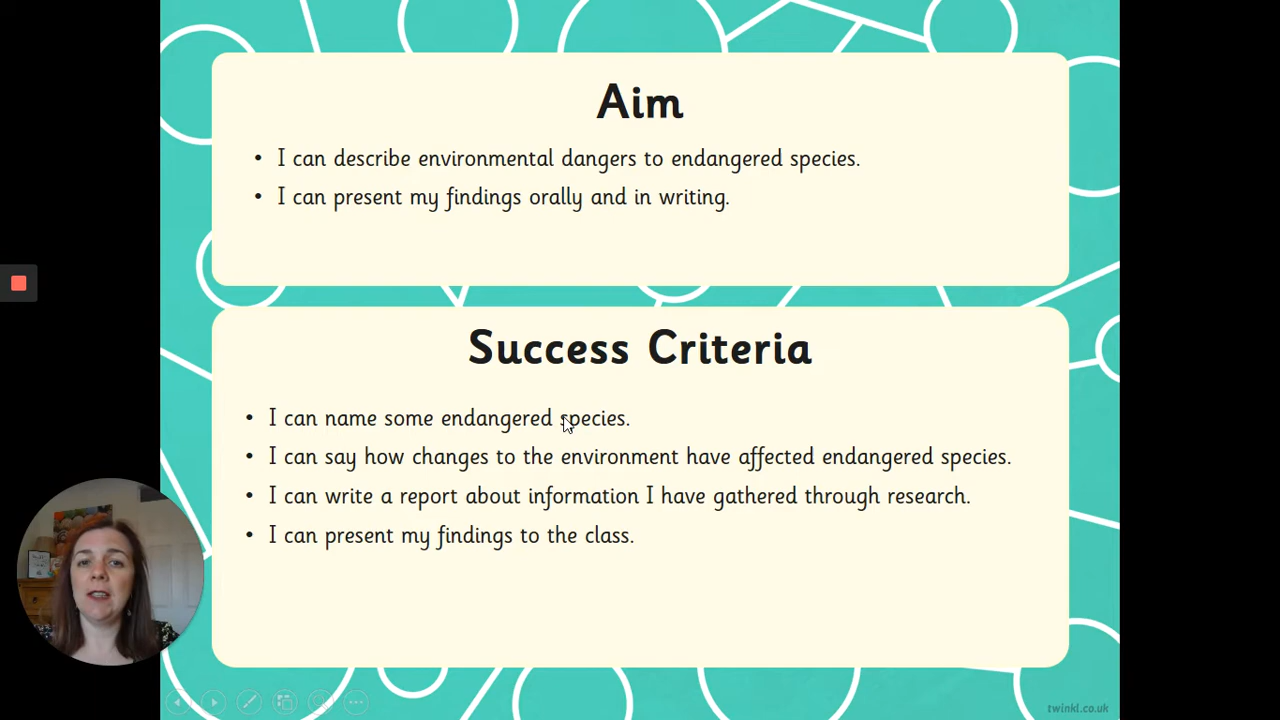 Aim
• I can describe environmental dangers to endangered species.
• I can present my findings orally and in writing.
Success Criteria
• I can name some endangered species.
• I can say how changes to the environment have affected endangered species.
• I can write a report about information I have gathered through research.
• I can present my findings to the class.
twinkl.co.uk